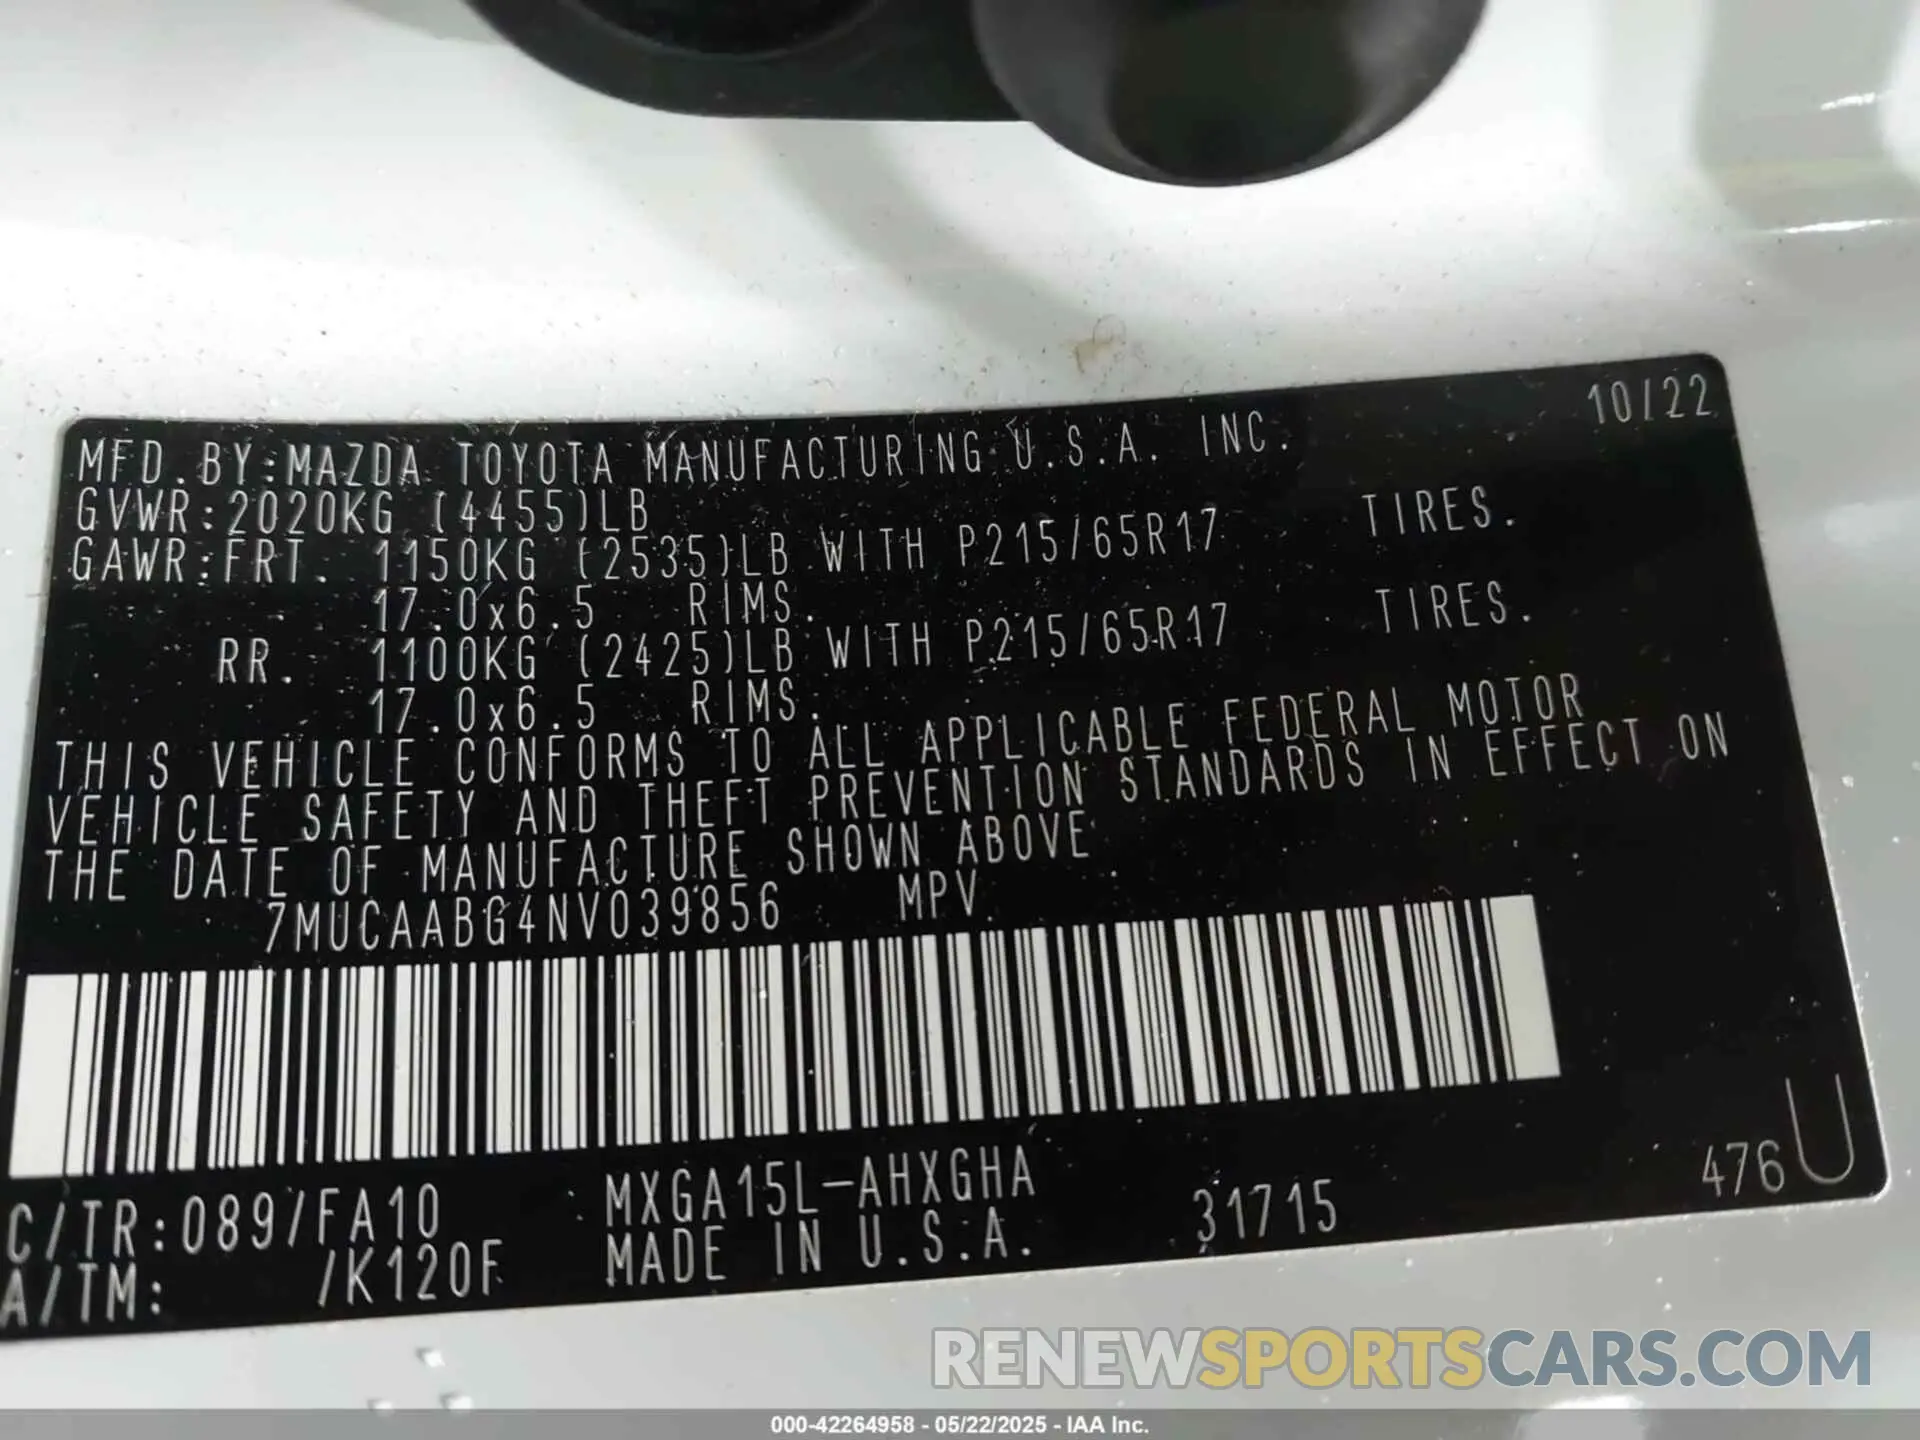 10/22
MFD.BY:MAZDA TOYOTA MANUFACTURING U.S.A. INC.
GVWR:2020KG (4455)LB
GAWR:FRT. 1150KG (2535)LB WITH P215/65R17 TIRES.
17.0x6.5 RIMS.
RR. 1100KG (2425)LB WITH P215/65R17 TIRES.
17.0x6.5 RIMS.
THIS VEHICLE CONFORMS TO ALL APPLICABLE FEDERAL MOTOR
VEHICLE SAFETY AND THEFT PREVENTION STANDARDS IN EFFECT ON
THE DATE OF MANUFACTURE SHOWN ABOVE
7MUCAABG4NV039856 MPV
C/TR:089/FA10 MXGA15L-AHXGHA 31715 476U
A/TM: /K120F MADE IN U.S.A.
RENEWSPORTSCARS.COM
000-42264958 - 05/22/2025 - IAA Inc.